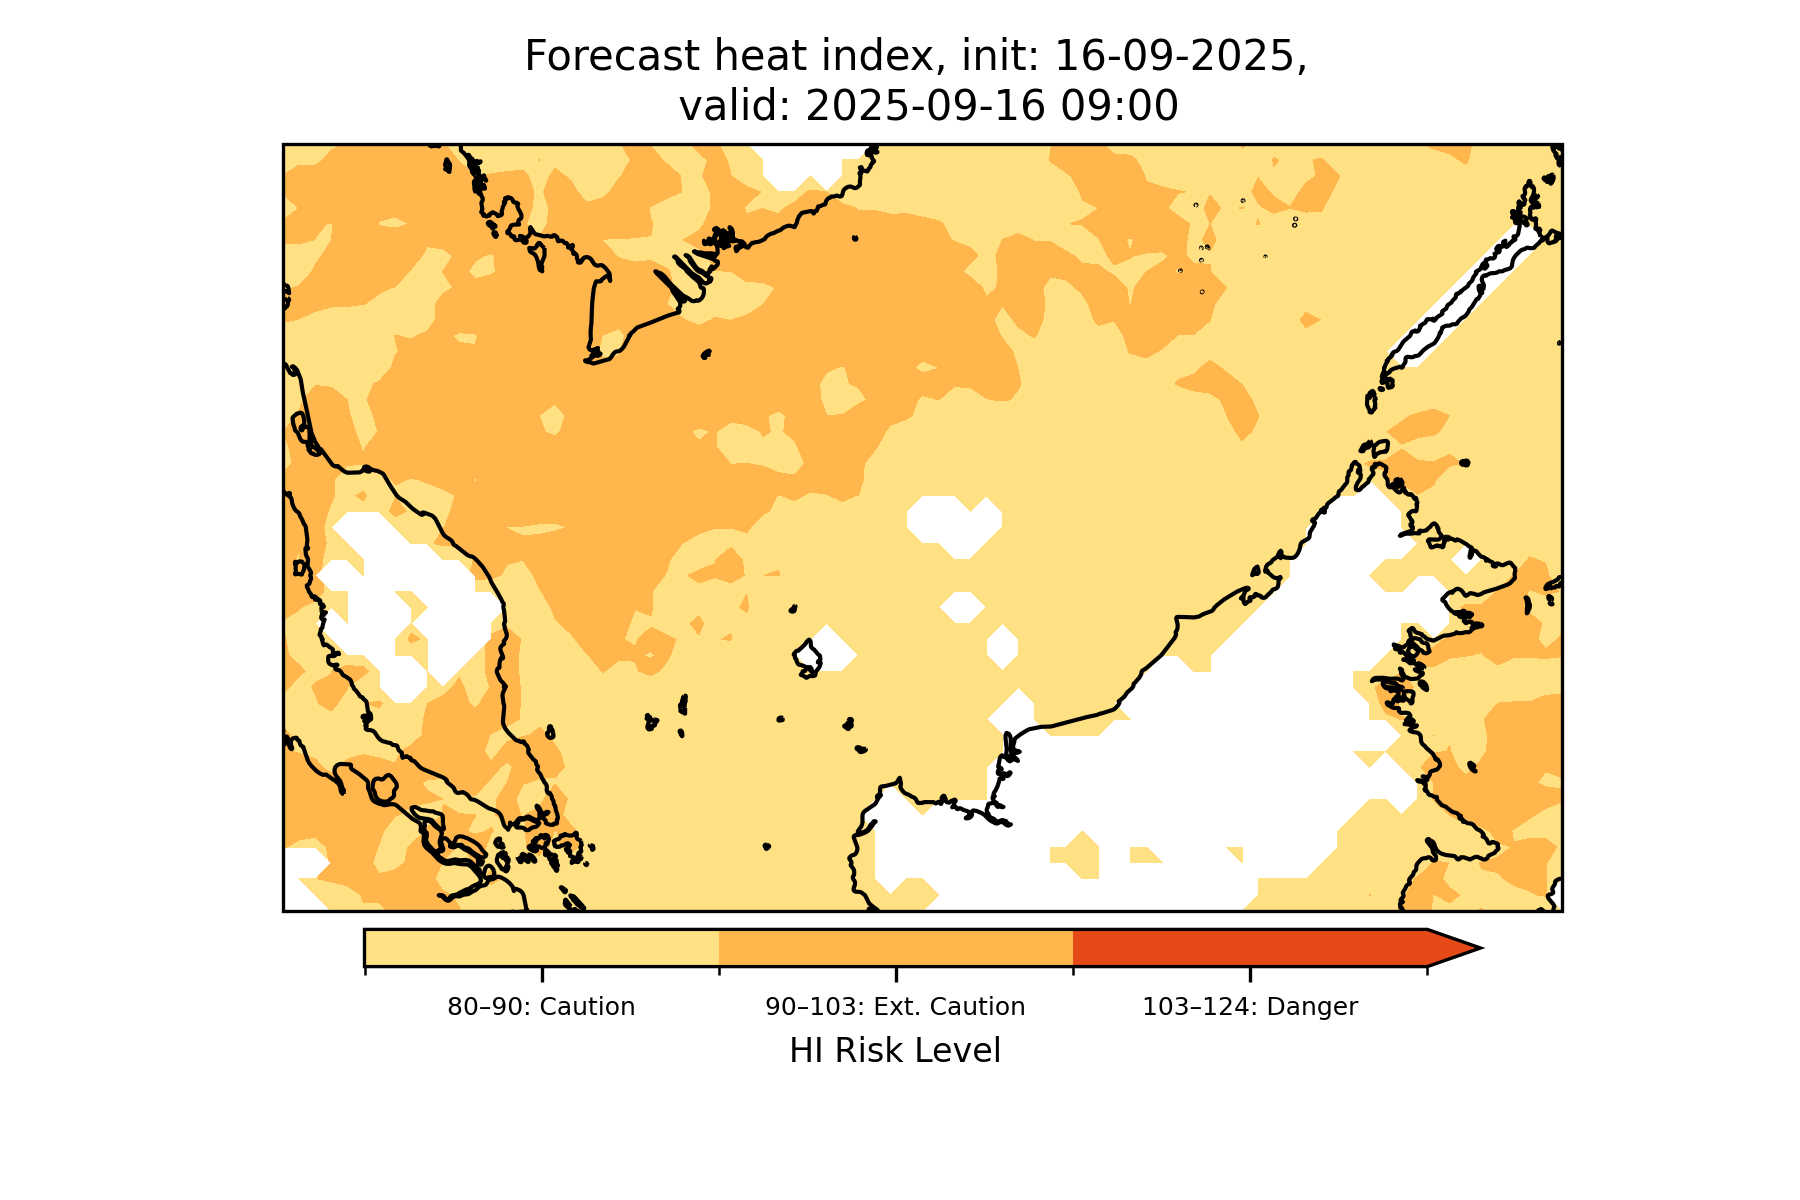 Forecast heat index, init: 16-09-2025,
valid: 2025-09-16 09:00
80–90: Caution
90–103: Ext. Caution
103–124: Danger
HI Risk Level